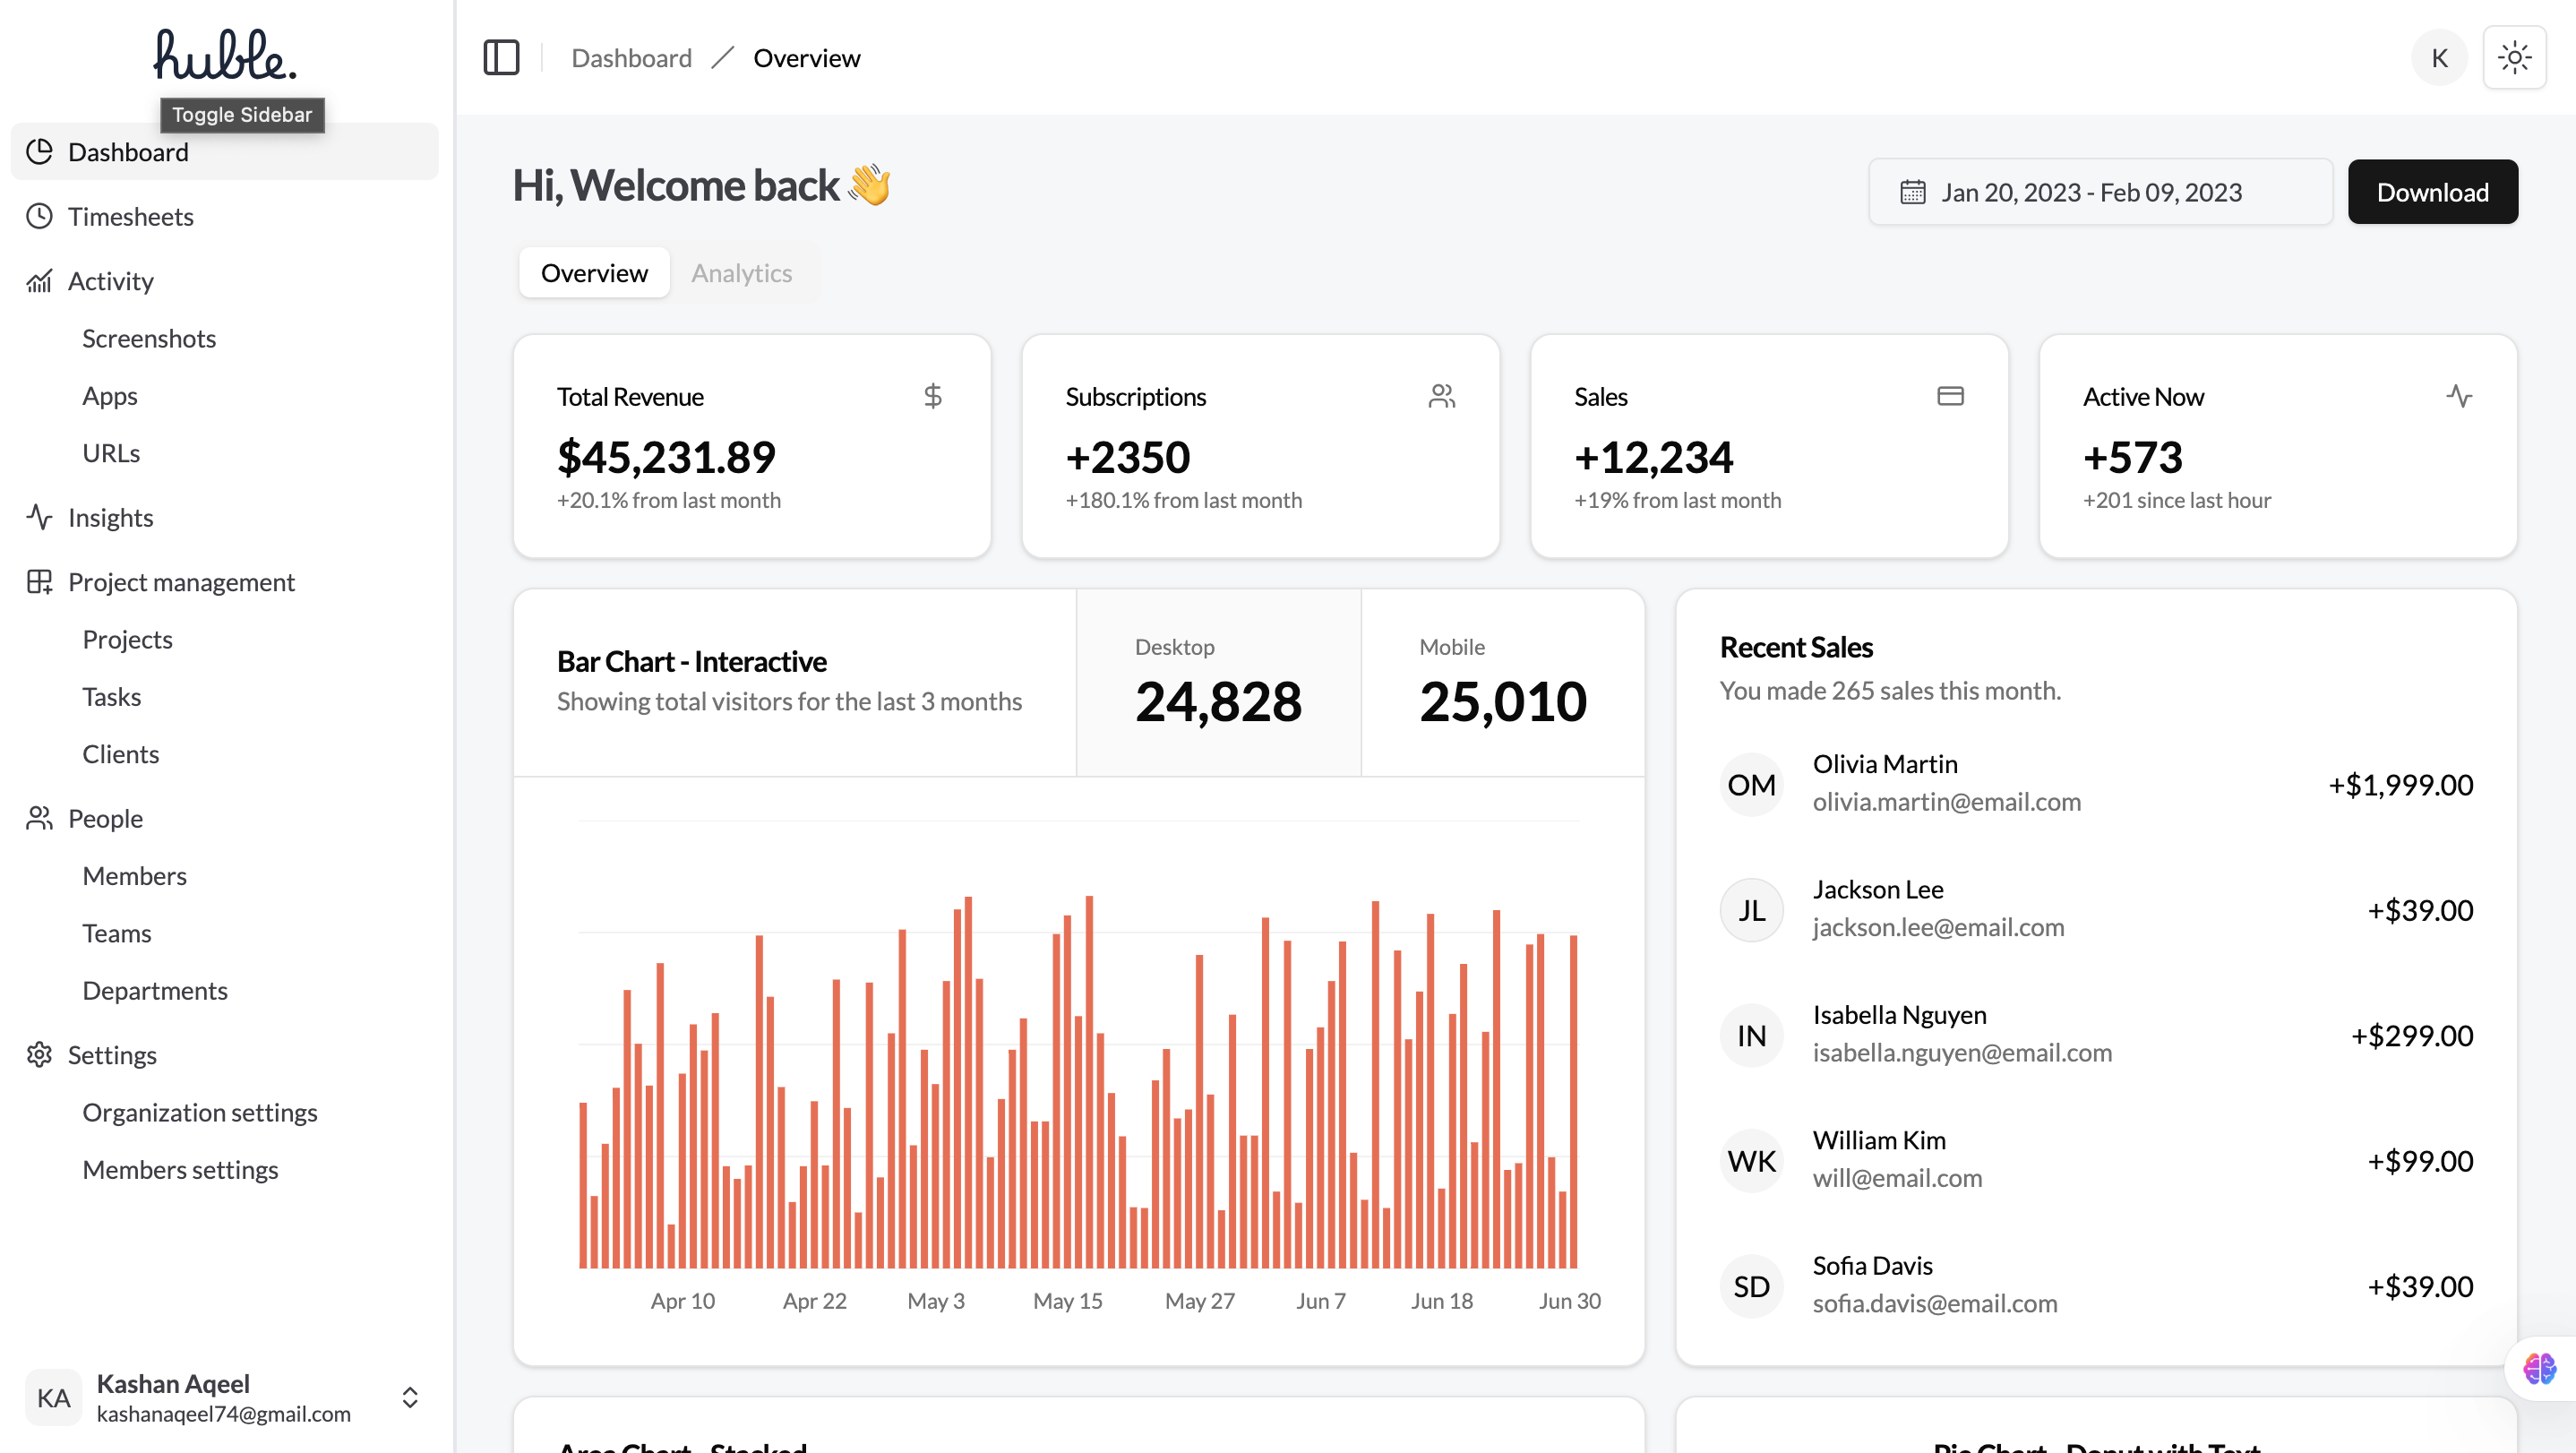 huble.
Toggle Sidebar
Dashboard
Timesheets
Activity
Screenshots
Apps
URLs
Insights
Project management
Projects
Tasks
Clients
People
Members
Teams
Departments
Settings
Organization settings
Members settings
KA
Kashan Aqeel
kashanaqeel74@gmail.com
Dashboard / Overview
K
Hi, Welcome back 👋
Jan 20, 2023 - Feb 09, 2023
Download
Overview Analytics
Total Revenue
$45,231.89
+20.1% from last month
Subscriptions
+2350
+180.1% from last month
Sales
+12,234
+19% from last month
Active Now
+573
+201 since last hour
Bar Chart - Interactive
Showing total visitors for the last 3 months
Desktop
24,828
Mobile
25,010
Apr 10 Apr 22 May 3 May 15 May 27 Jun 7 Jun 18 Jun 30
Recent Sales
You made 265 sales this month.
OM
Olivia Martin
olivia.martin@email.com
+$1,999.00
JL
Jackson Lee
jackson.lee@email.com
+$39.00
IN
Isabella Nguyen
isabella.nguyen@email.com
+$299.00
WK
William Kim
will@email.com
+$99.00
SD
Sofia Davis
sofia.davis@email.com
+$39.00
Area Chart - Stacked
Pie Chart - Donut with Text